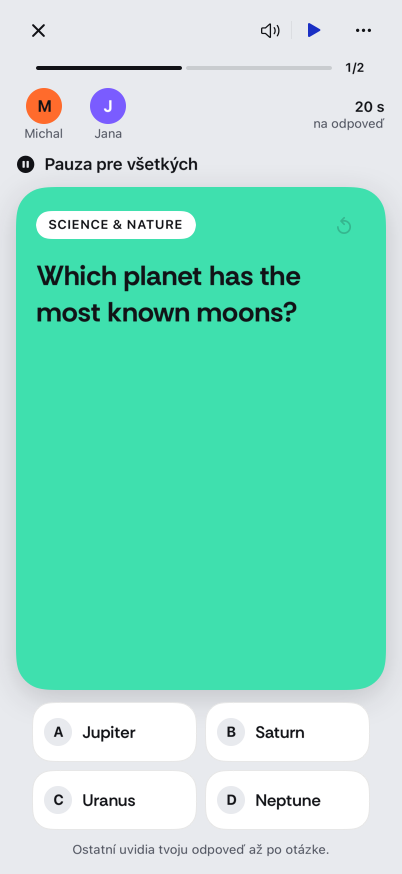 1/2
M
J
20 s
Michal
Jana
na odpoveď
Pauza pre všetkých
SCIENCE & NATURE
Which planet has the
most known moons?
A Jupiter
B Saturn
C Uranus
D Neptune
Ostatní uvidia tvoju odpoveď až po otázke.